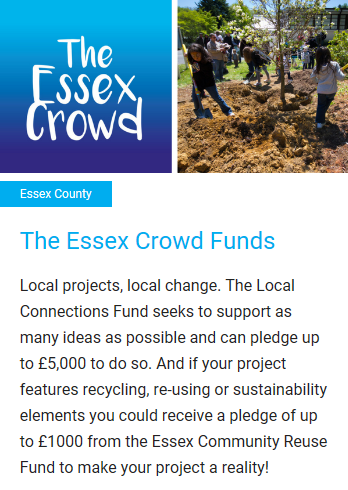 The
Essex
Crowd
Essex County
The Essex Crowd Funds
Local projects, local change. The Local
Connections Fund seeks to support as
many ideas as possible and can pledge up
to £5,000 to do so. And if your project
features recycling, re-using or sustainability
elements you could receive a pledge of up
to £1000 from the Essex Community Reuse
Fund to make your project a reality!